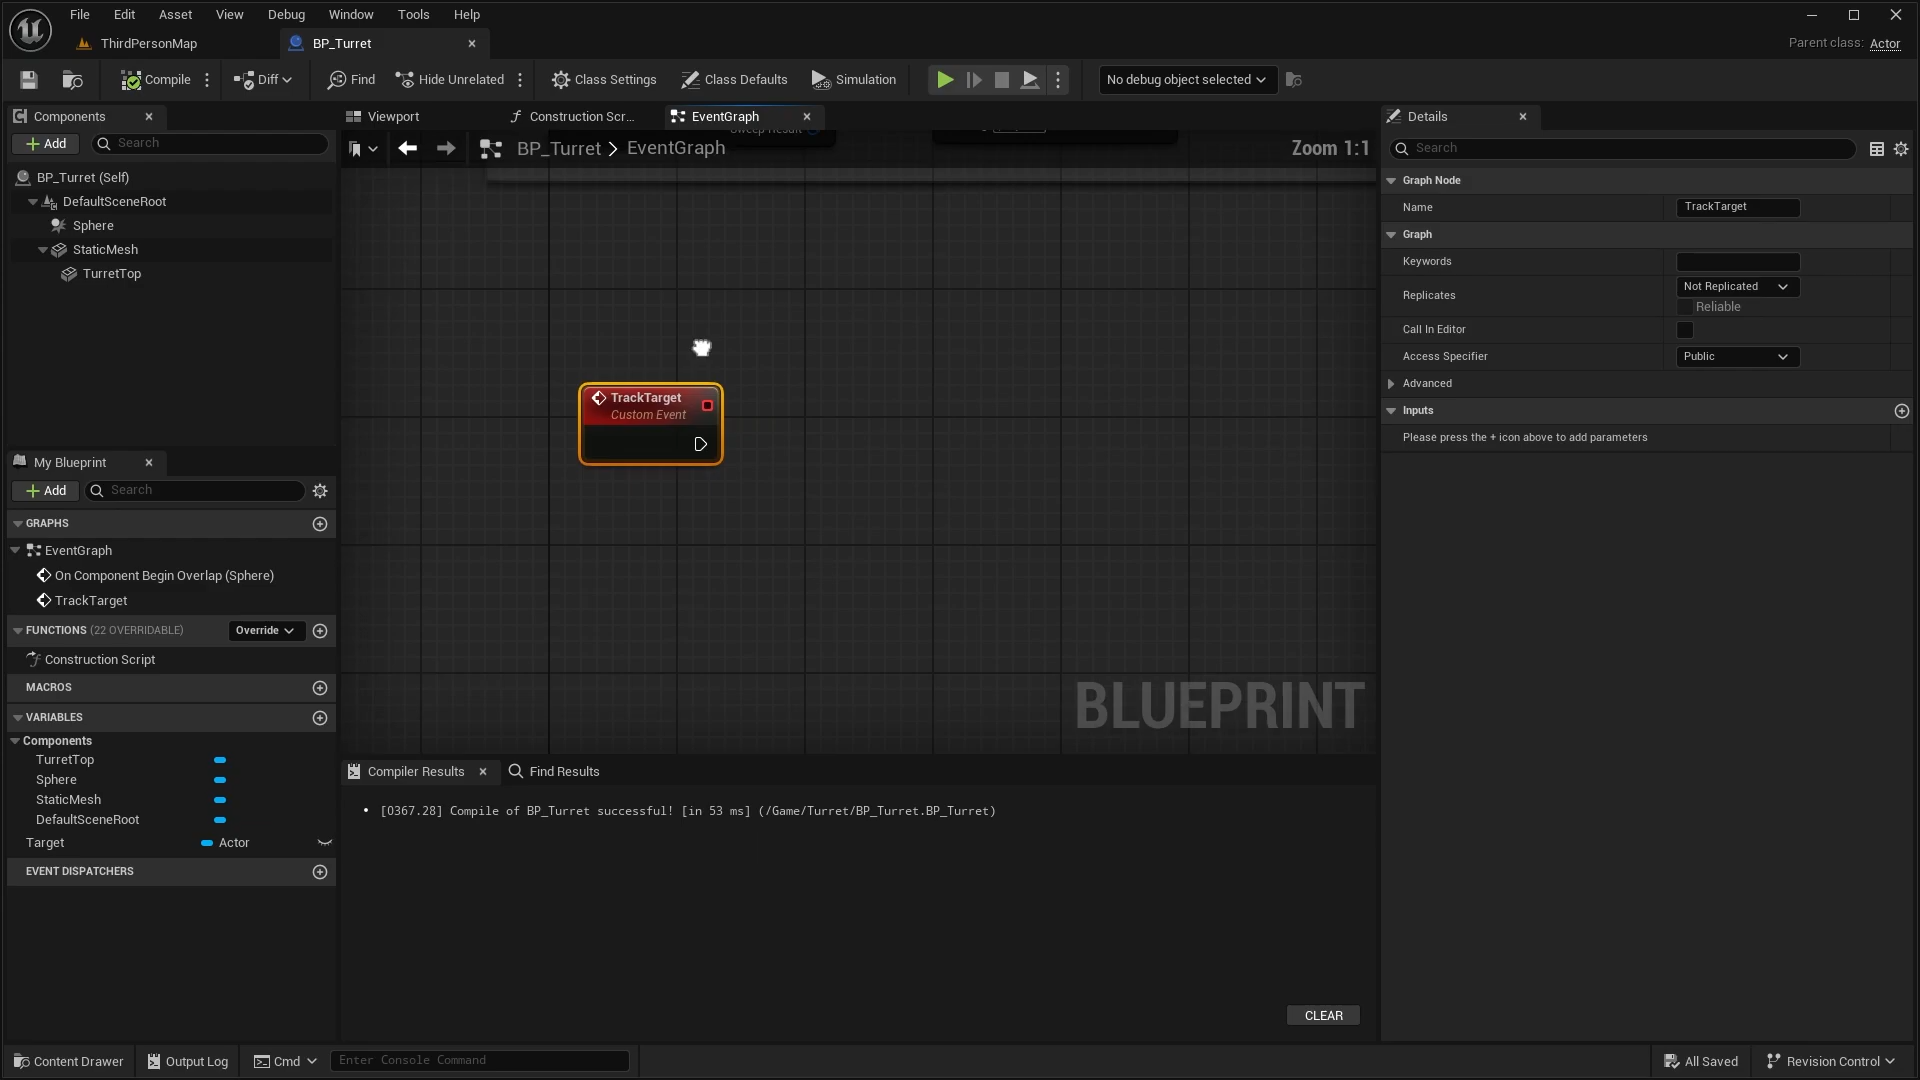 File Edit Asset View Debug Window Tools Help
ThirdPersonMap
BP_Turret
Parent class: Actor
Compile
Diff
Find
Hide Unrelated
Class Settings
Class Defaults
Simulation
No debug object selected
Components
Add
Search
BP_Turret (Self)
DefaultSceneRoot
Sphere
StaticMesh
TurretTop
My Blueprint
Add
Search
GRAPHS
EventGraph
On Component Begin Overlap (Sphere)
TrackTarget
FUNCTIONS (22 OVERRIDABLE)
Override
Construction Script
MACROS
VARIABLES
Components
TurretTop
Sphere
StaticMesh
DefaultSceneRoot
Target
Actor
EVENT DISPATCHERS
Viewport
Construction Scr...
EventGraph
Sweep Result
BP_Turret > EventGraph
Zoom 1:1
TrackTarget
Custom Event
BLUEPRINT
Compiler Results
Find Results
• [0367.28] Compile of BP_Turret successful! [in 53 ms] (/Game/Turret/BP_Turret.BP_Turret)
CLEAR
Details
Search
Graph Node
Name
TrackTarget
Graph
Keywords
Replicates
Not Replicated
Reliable
Call In Editor
Access Specifier
Public
Advanced
Inputs
Please press the + icon above to add parameters
Content Drawer
Output Log
Cmd
Enter Console Command
All Saved
Revision Control